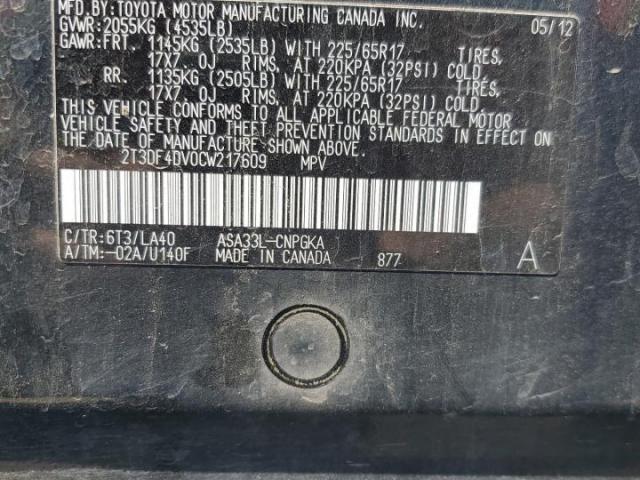 MFD.BY:TOYOTA MOTOR MANUFACTURING CANADA INC. 05/12
GVWR:2055KG (4535LB)
GAWR:FRT. 1145KG (2535LB) WITH 225/65R17 TIRES,
17X7.0J RIMS, AT 220KPA (32PSI) COLD.
RR. 1135KG (2505LB) WITH 225/65R17 TIRES,
17X7.0J RIMS, AT 220KPA (32PSI) COLD.
THIS VEHICLE CONFORMS TO ALL APPLICABLE FEDERAL MOTOR
VEHICLE SAFETY AND THEFT PREVENTION STANDARDS IN EFFECT ON
THE DATE OF MANUFACTURE SHOWN ABOVE.
2T3DF4DV0CW217609 MPV
C/TR:6T3/LA40 ASA33L-CNPGKA
A/TM:-02A/U140F MADE IN CANADA 877 A